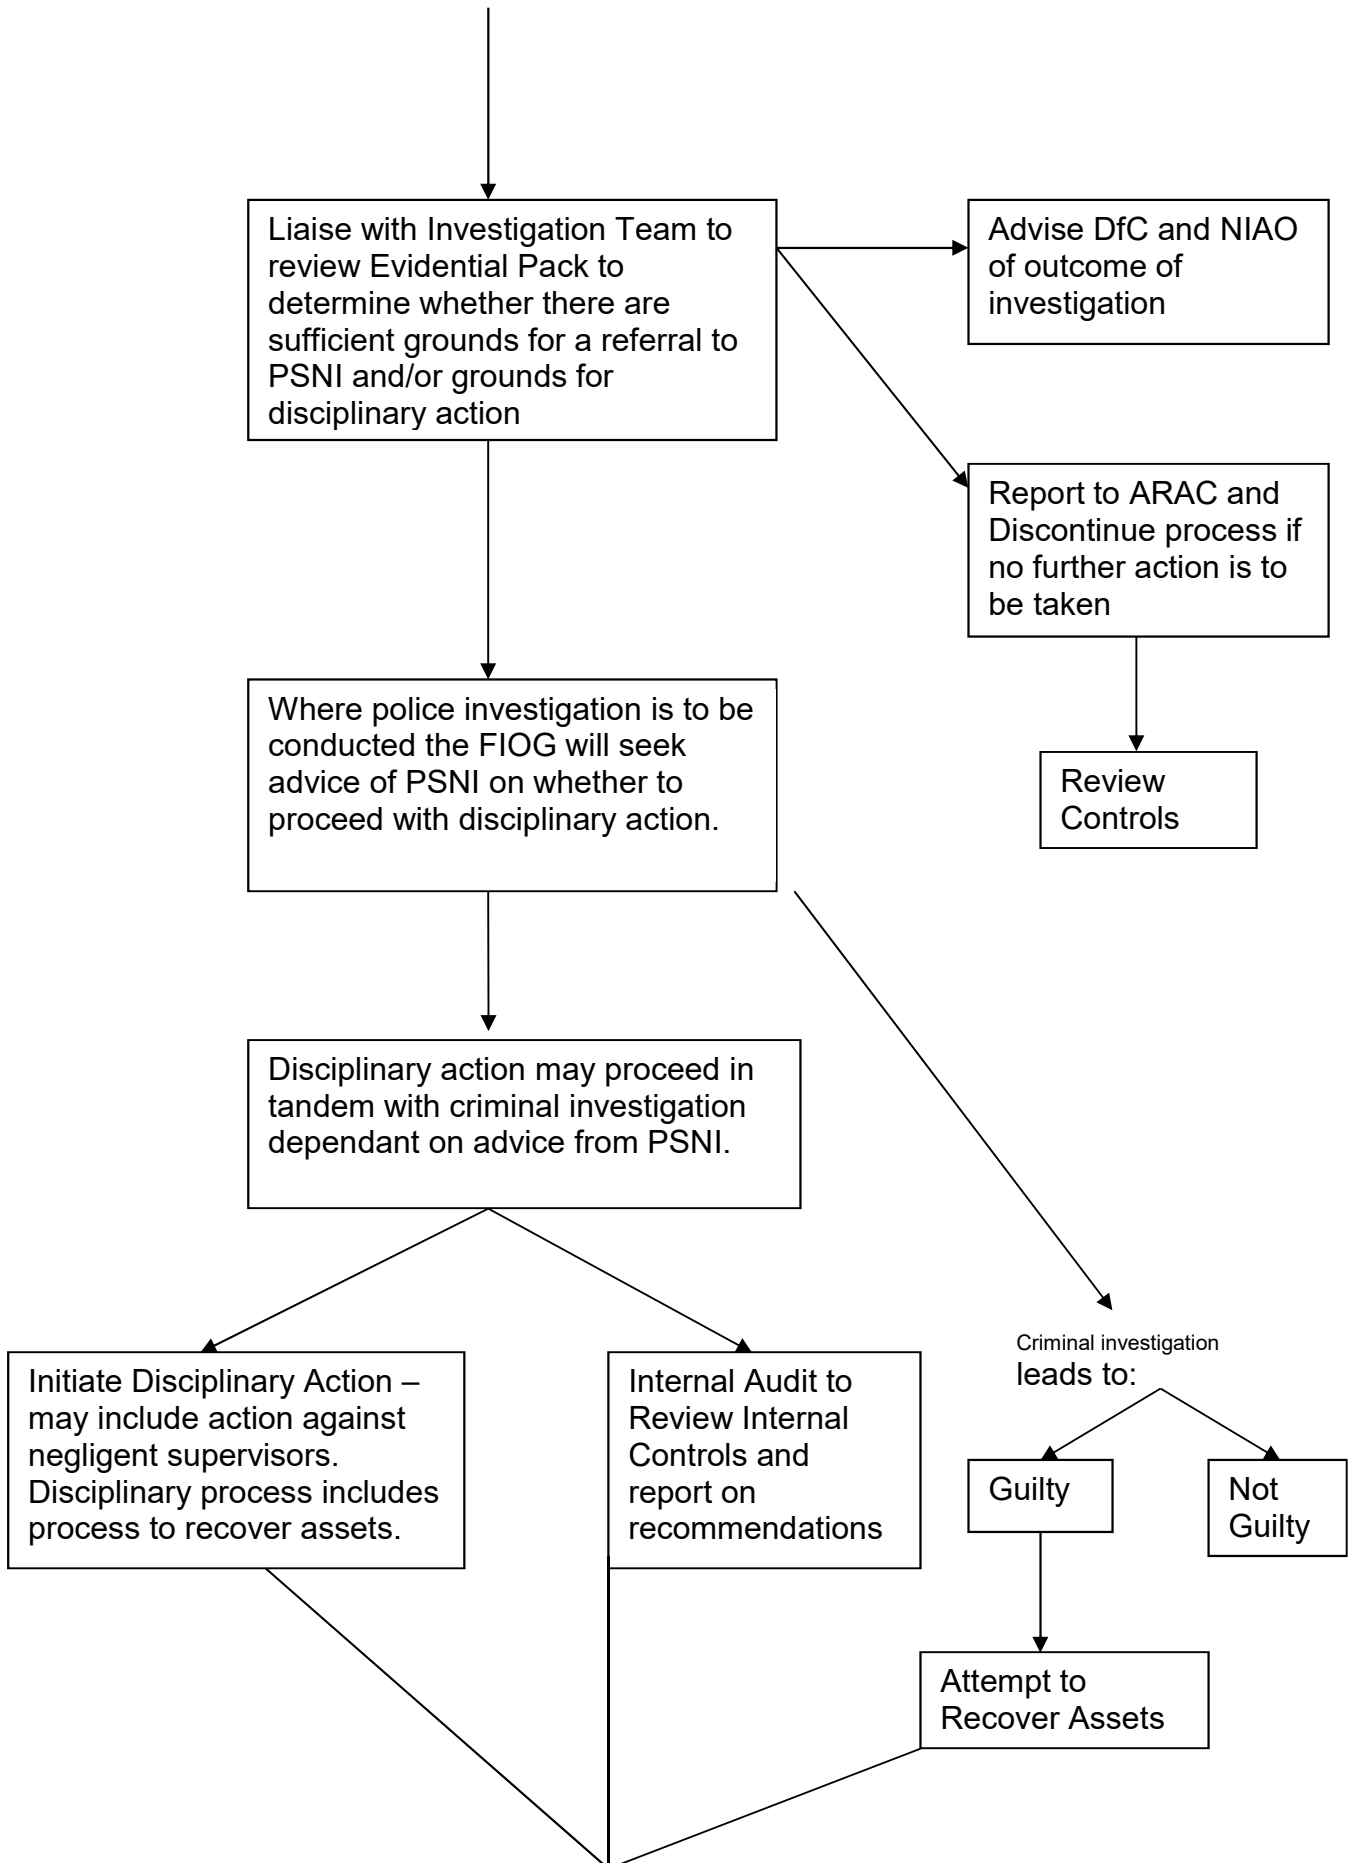 Liaise with Investigation Team to
review Evidential Pack to
determine whether there are
sufficient grounds for a referral to
PSNI and/or grounds for
disciplinary action
Advise DfC and NIAO
of outcome of
investigation
Report to ARAC and
Discontinue process if
no further action is to
be taken
Review
Controls
Where police investigation is to be
conducted the FIOG will seek
advice of PSNI on whether to
proceed with disciplinary action.
Disciplinary action may proceed in
tandem with criminal investigation
dependant on advice from PSNI.
Initiate Disciplinary Action –
may include action against
negligent supervisors.
Disciplinary process includes
process to recover assets.
Internal Audit to
Review Internal
Controls and
report on
recommendations
Criminal investigation
leads to:
Guilty
Not
Guilty
Attempt to
Recover Assets